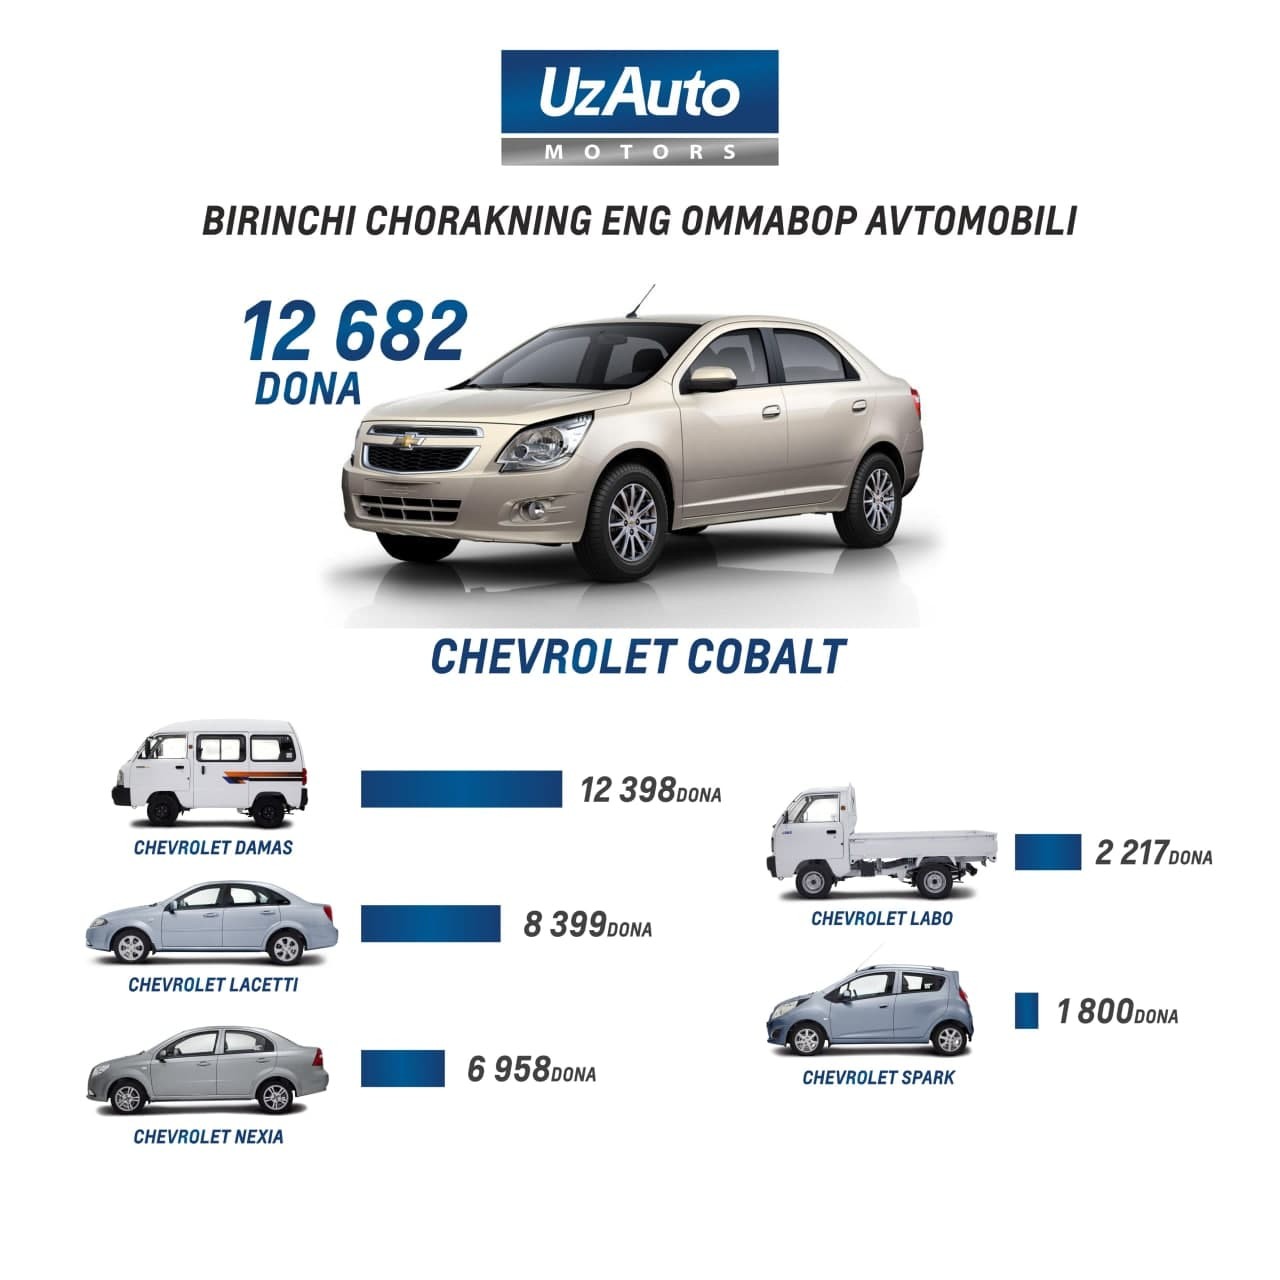 UzAuto
MOTORS
BIRINCHI CHORAKNING ENG OMMABOP AVTOMOBILI
12 682
DONA
CHEVROLET COBALT
12 398DONA
CHEVROLET DAMAS
8 399DONA
CHEVROLET LACETTI
6 958DONA
CHEVROLET NEXIA
2 217DONA
CHEVROLET LABO
1 800DONA
CHEVROLET SPARK